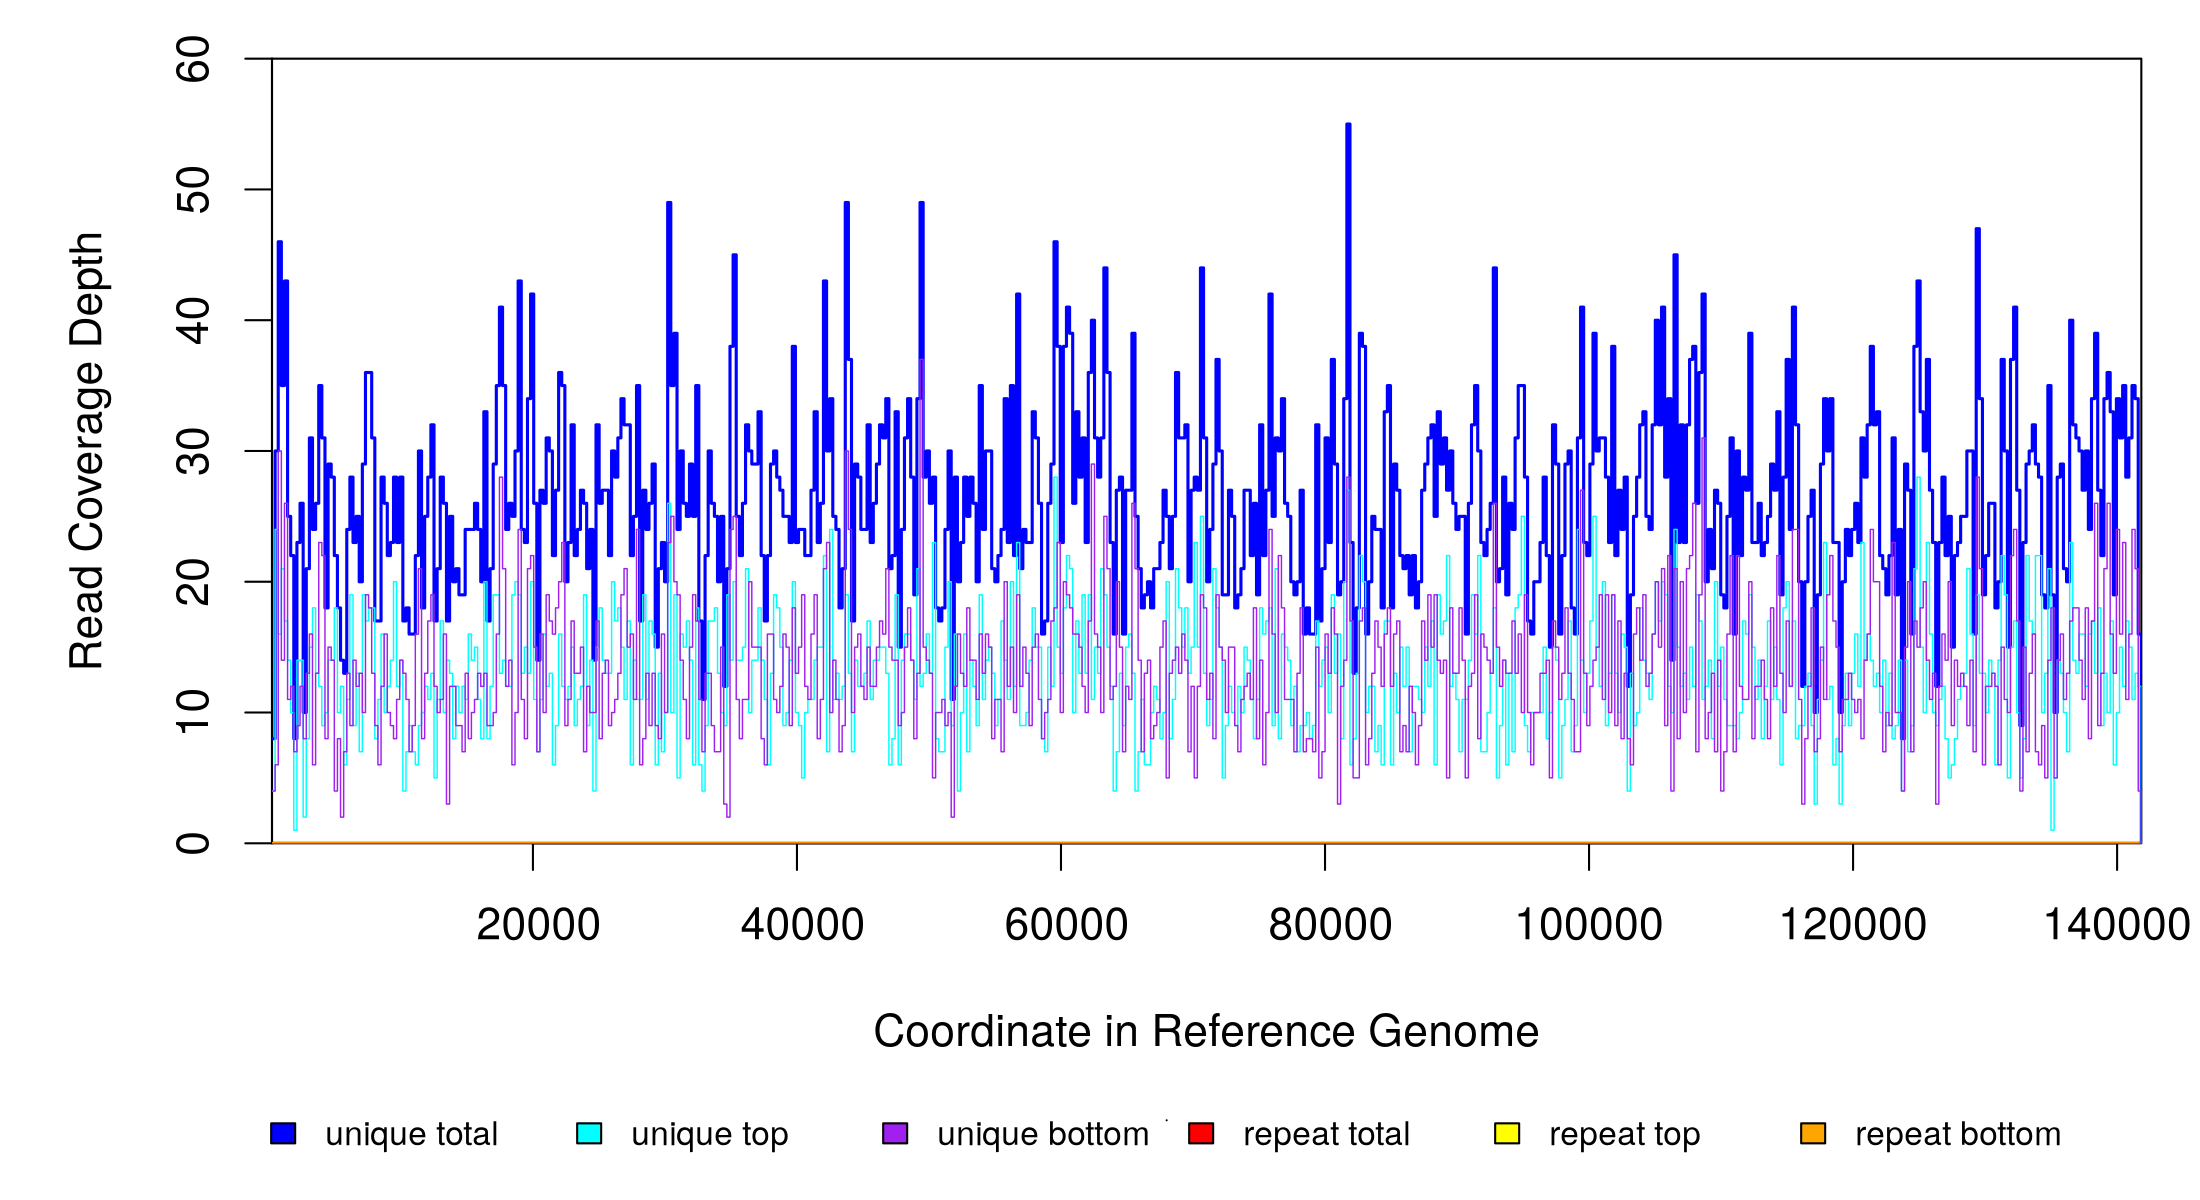 60
50
40
30
20
10
0
Read Coverage Depth
20000 40000 60000 80000 100000 120000 140000
Coordinate in Reference Genome
unique total unique top unique bottom repeat total repeat top repeat bottom